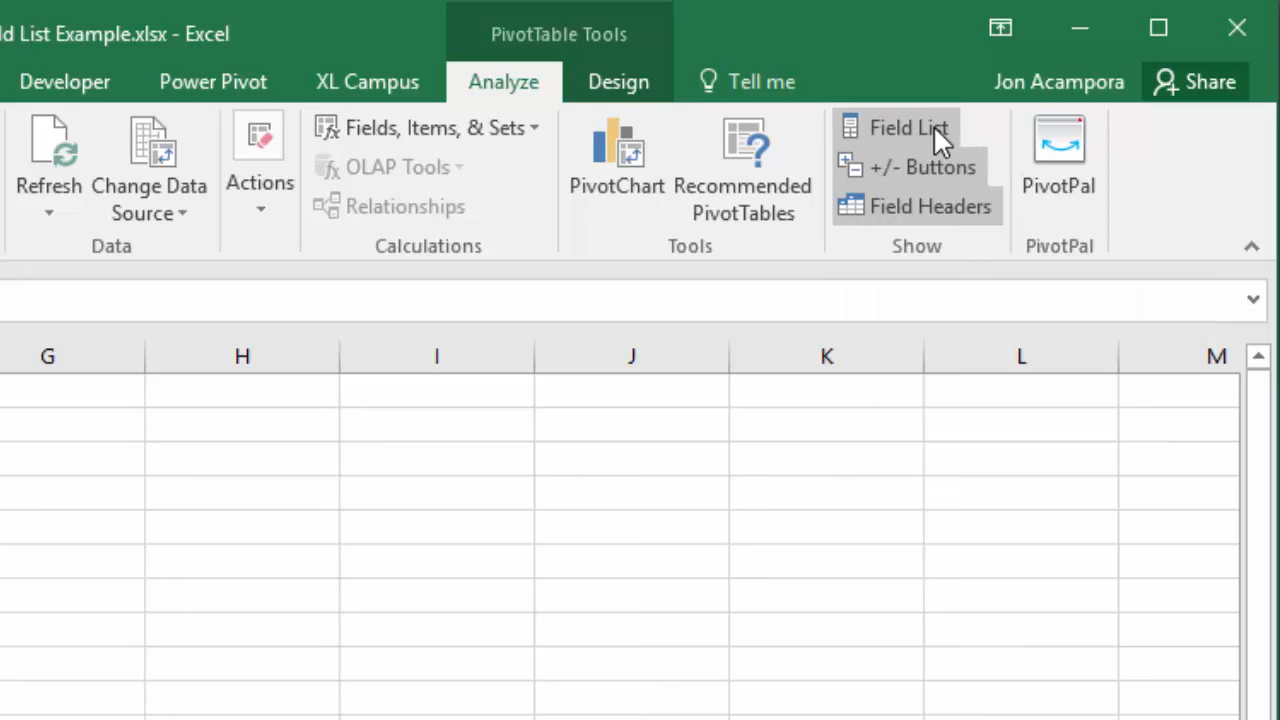 ld List Example.xlsx - Excel
PivotTable Tools
Developer Power Pivot XL Campus Analyze Design Tell me Jon Acampora Share
Refresh
Change Data
Source
Data
Actions
Fields, Items, & Sets
OLAP Tools
Relationships
Calculations
PivotChart
Recommended
PivotTables
Tools
Field List
+/- Buttons
Field Headers
Show
PivotPal
PivotPal
G H I J K L M